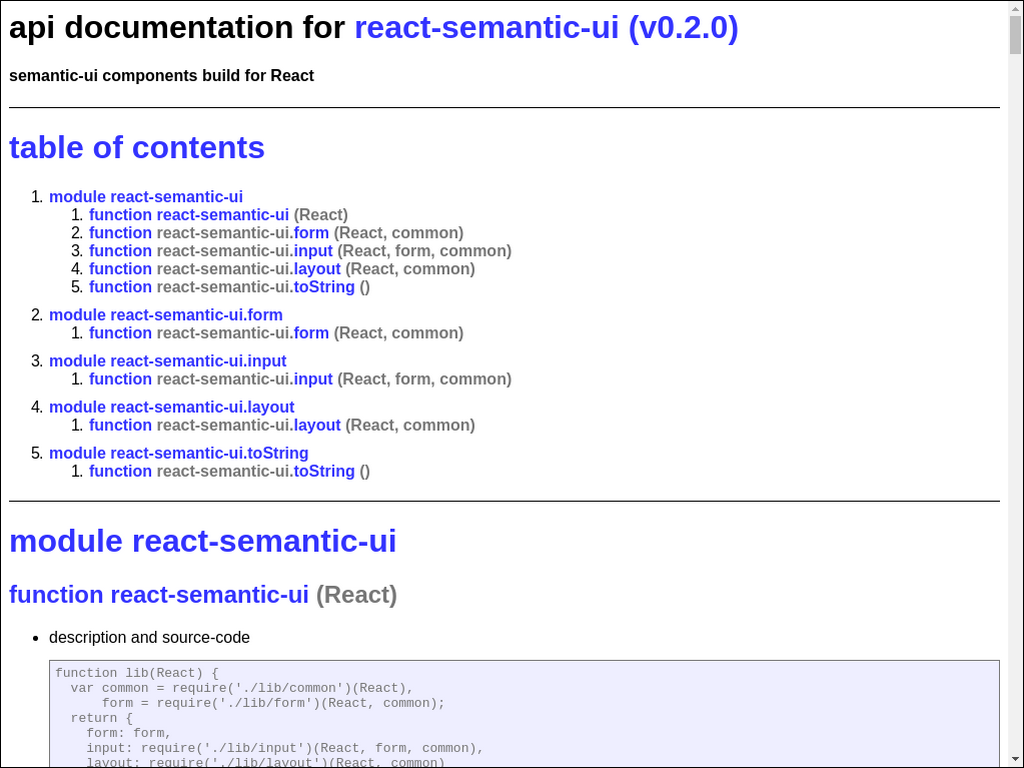 api documentation for react-semantic-ui (v0.2.0)
semantic-ui components build for React
table of contents
1. module react-semantic-ui
1. function react-semantic-ui (React)
2. function react-semantic-ui.form (React, common)
3. function react-semantic-ui.input (React, form, common)
4. function react-semantic-ui.layout (React, common)
5. function react-semantic-ui.toString ()
2. module react-semantic-ui.form
1. function react-semantic-ui.form (React, common)
3. module react-semantic-ui.input
1. function react-semantic-ui.input (React, form, common)
4. module react-semantic-ui.layout
1. function react-semantic-ui.layout (React, common)
5. module react-semantic-ui.toString
1. function react-semantic-ui.toString ()
module react-semantic-ui
function react-semantic-ui (React)
• description and source-code
function lib(React) {
  var common = require('./lib/common')(React),
      form = require('./lib/form')(React, common);
  return {
    form: form,
    input: require('./lib/input')(React, form, common),
    layout: require('./lib/layout')(React, common)